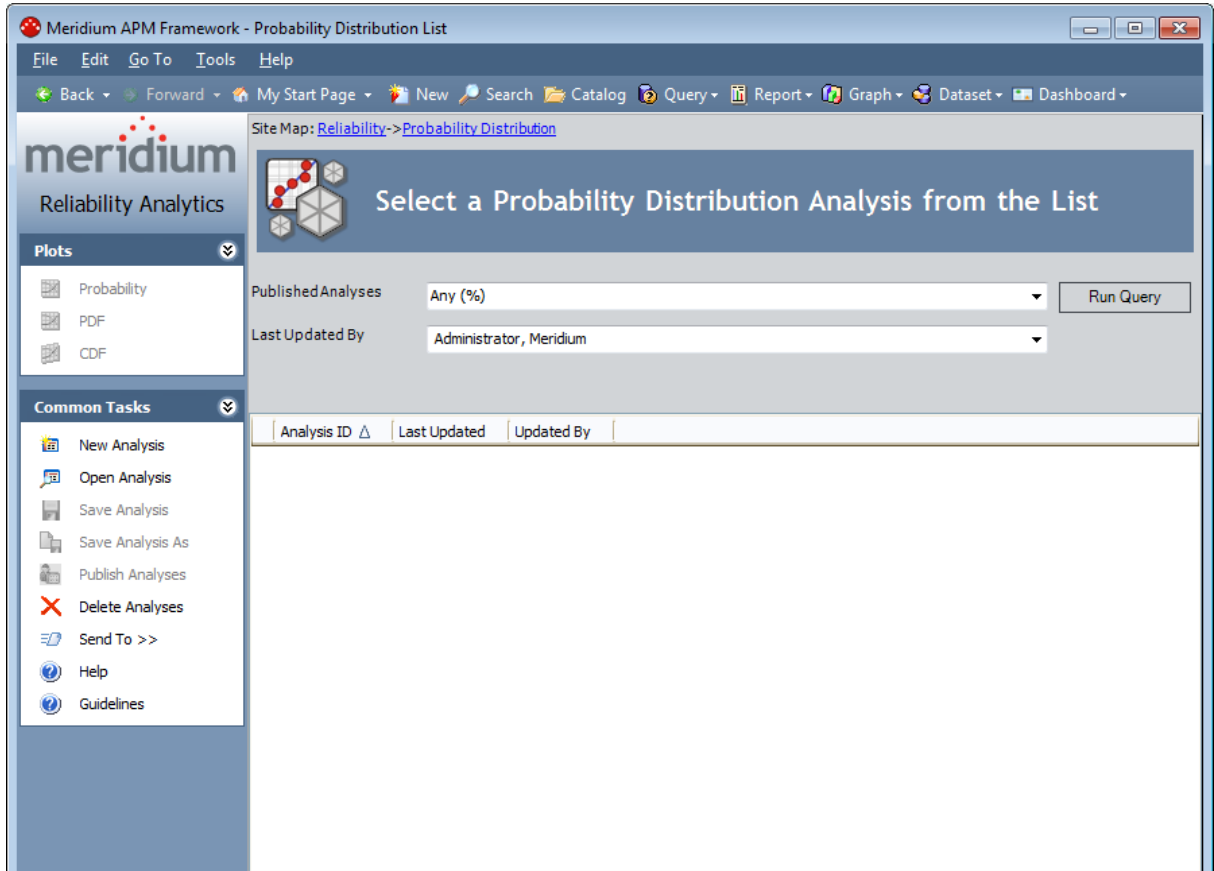 Meridium APM Framework - Probability Distribution List
File Edit Go To Tools Help
Back Forward My Start Page New Search Catalog Query Report Graph Dataset Dashboard
meridium
Reliability Analytics
Plots
Probability
PDF
CDF
Common Tasks
New Analysis
Open Analysis
Save Analysis
Save Analysis As
Publish Analyses
Delete Analyses
Send To >>
Help
Guidelines
Site Map: Reliability->Probability Distribution
Select a Probability Distribution Analysis from the List
Published Analyses Any (%) Run Query
Last Updated By Administrator, Meridium
Analysis ID Last Updated Updated By